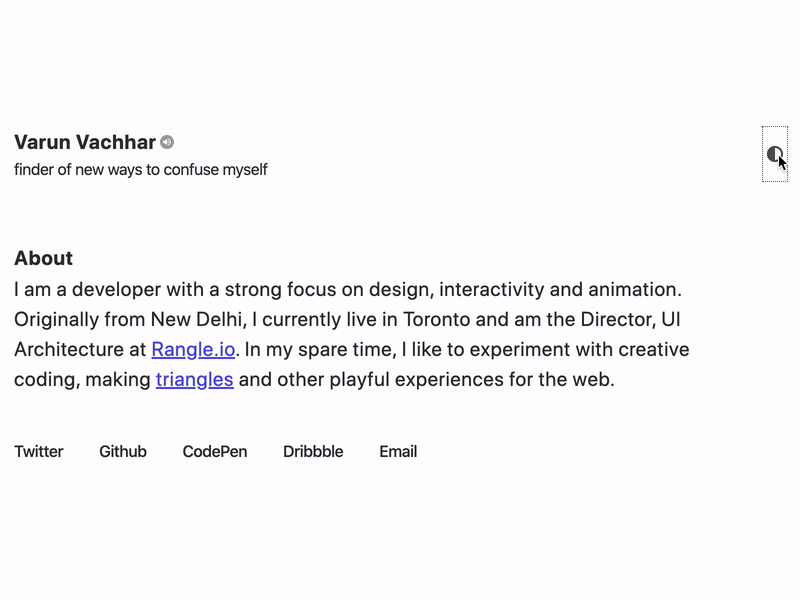 Varun Vachhar
finder of new ways to confuse myself
About
I am a developer with a strong focus on design, interactivity and animation.
Originally from New Delhi, I currently live in Toronto and am the Director, UI
Architecture at Rangle.io. In my spare time, I like to experiment with creative
coding, making triangles and other playful experiences for the web.
Twitter Github CodePen Dribbble Email